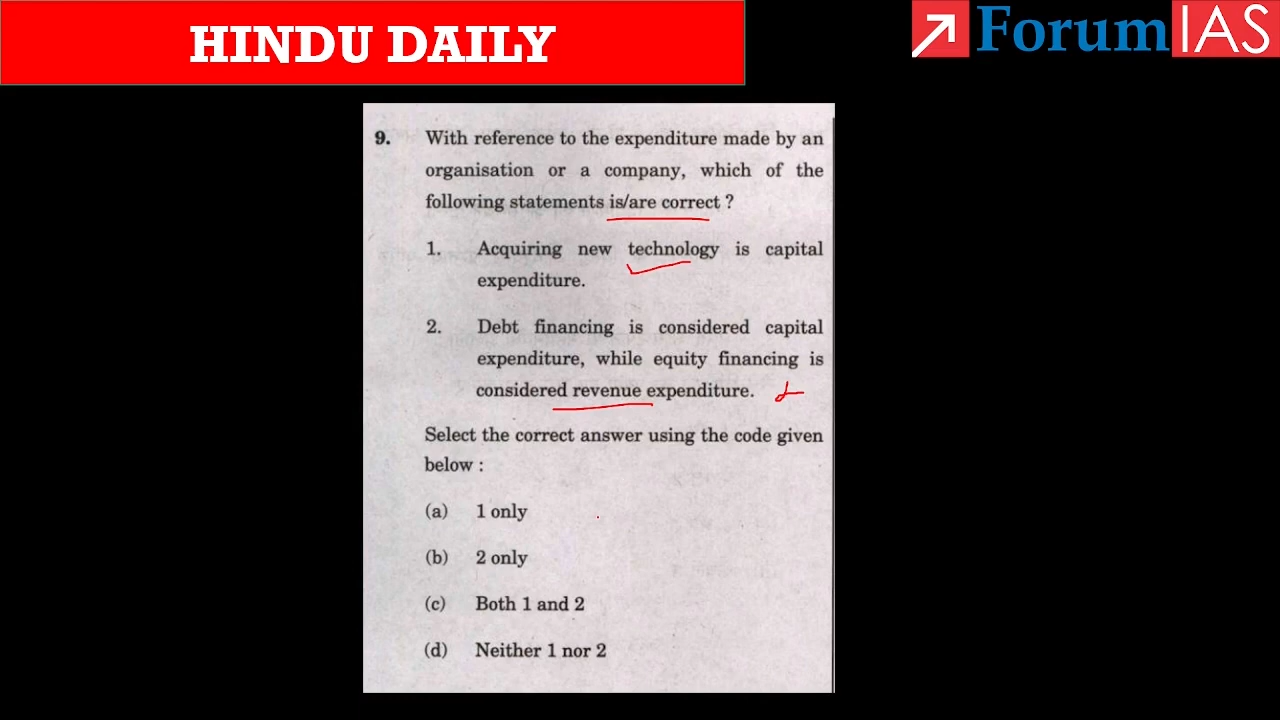 HINDU DAILY
ForumIAS
9. With reference to the expenditure made by an
organisation or a company, which of the
following statements is/are correct ?
1. Acquiring new technology is capital
expenditure.
2. Debt financing is considered capital
expenditure, while equity financing is
considered revenue expenditure.
Select the correct answer using the code given
below :
(a) 1 only
(b) 2 only
(c) Both 1 and 2
(d) Neither 1 nor 2